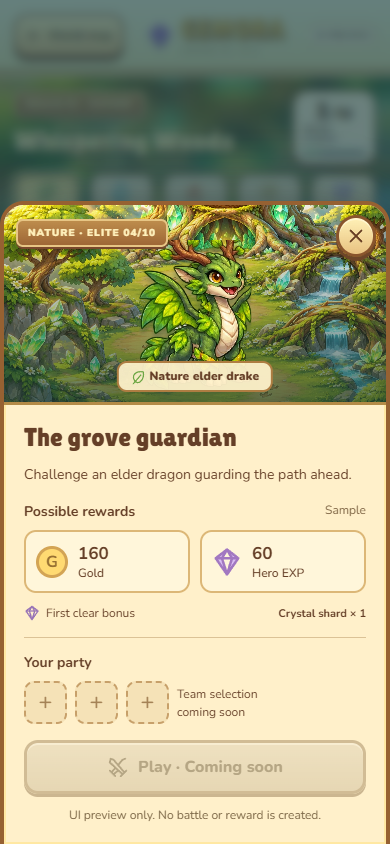 NATURE · ELITE 04/10
Nature elder drake
The grove guardian
Challenge an elder dragon guarding the path ahead.
Possible rewards
Sample
G
160
Gold
60
Hero EXP
First clear bonus
Crystal shard × 1
Your party
+ + +
Team selection
coming soon
Play · Coming soon
UI preview only. No battle or reward is created.